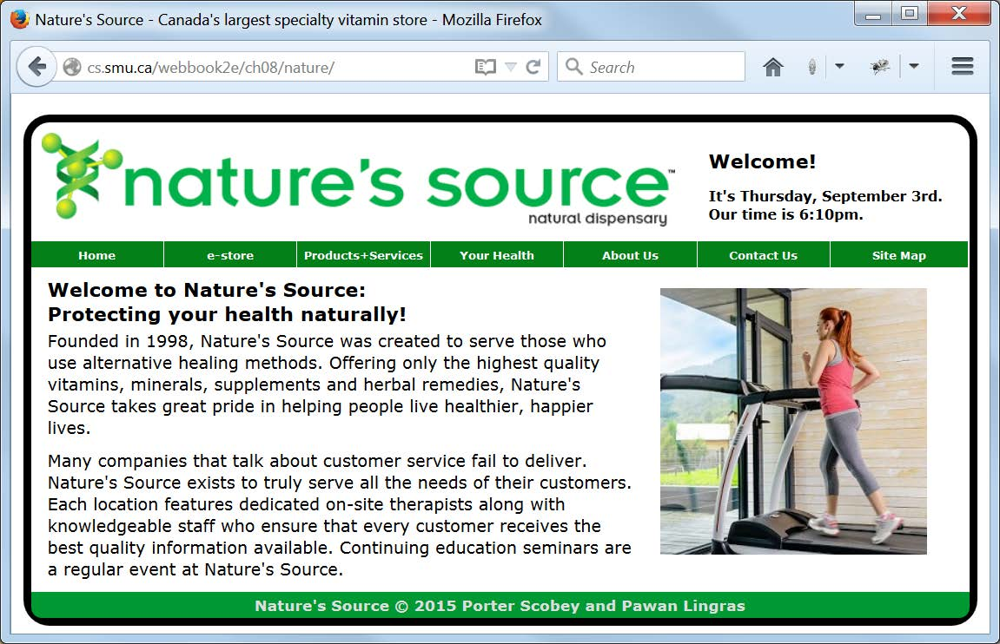 Nature's Source - Canada's largest specialty vitamin store - Mozilla Firefox
cs.smu.ca/webbook2e/ch08/nature/
Search
nature's source™
natural dispensary
Welcome!
It's Thursday, September 3rd.
Our time is 6:10pm.
Home e-store Products+Services Your Health About Us Contact Us Site Map
Welcome to Nature's Source:
Protecting your health naturally!
Founded in 1998, Nature's Source was created to serve those who
use alternative healing methods. Offering only the highest quality
vitamins, minerals, supplements and herbal remedies, Nature's
Source takes great pride in helping people live healthier, happier
lives.
Many companies that talk about customer service fail to deliver.
Nature's Source exists to truly serve all the needs of their customers.
Each location features dedicated on-site therapists along with
knowledgeable staff who ensure that every customer receives the
best quality information available. Continuing education seminars are
a regular event at Nature's Source.
Nature's Source © 2015 Porter Scobey and Pawan Lingras